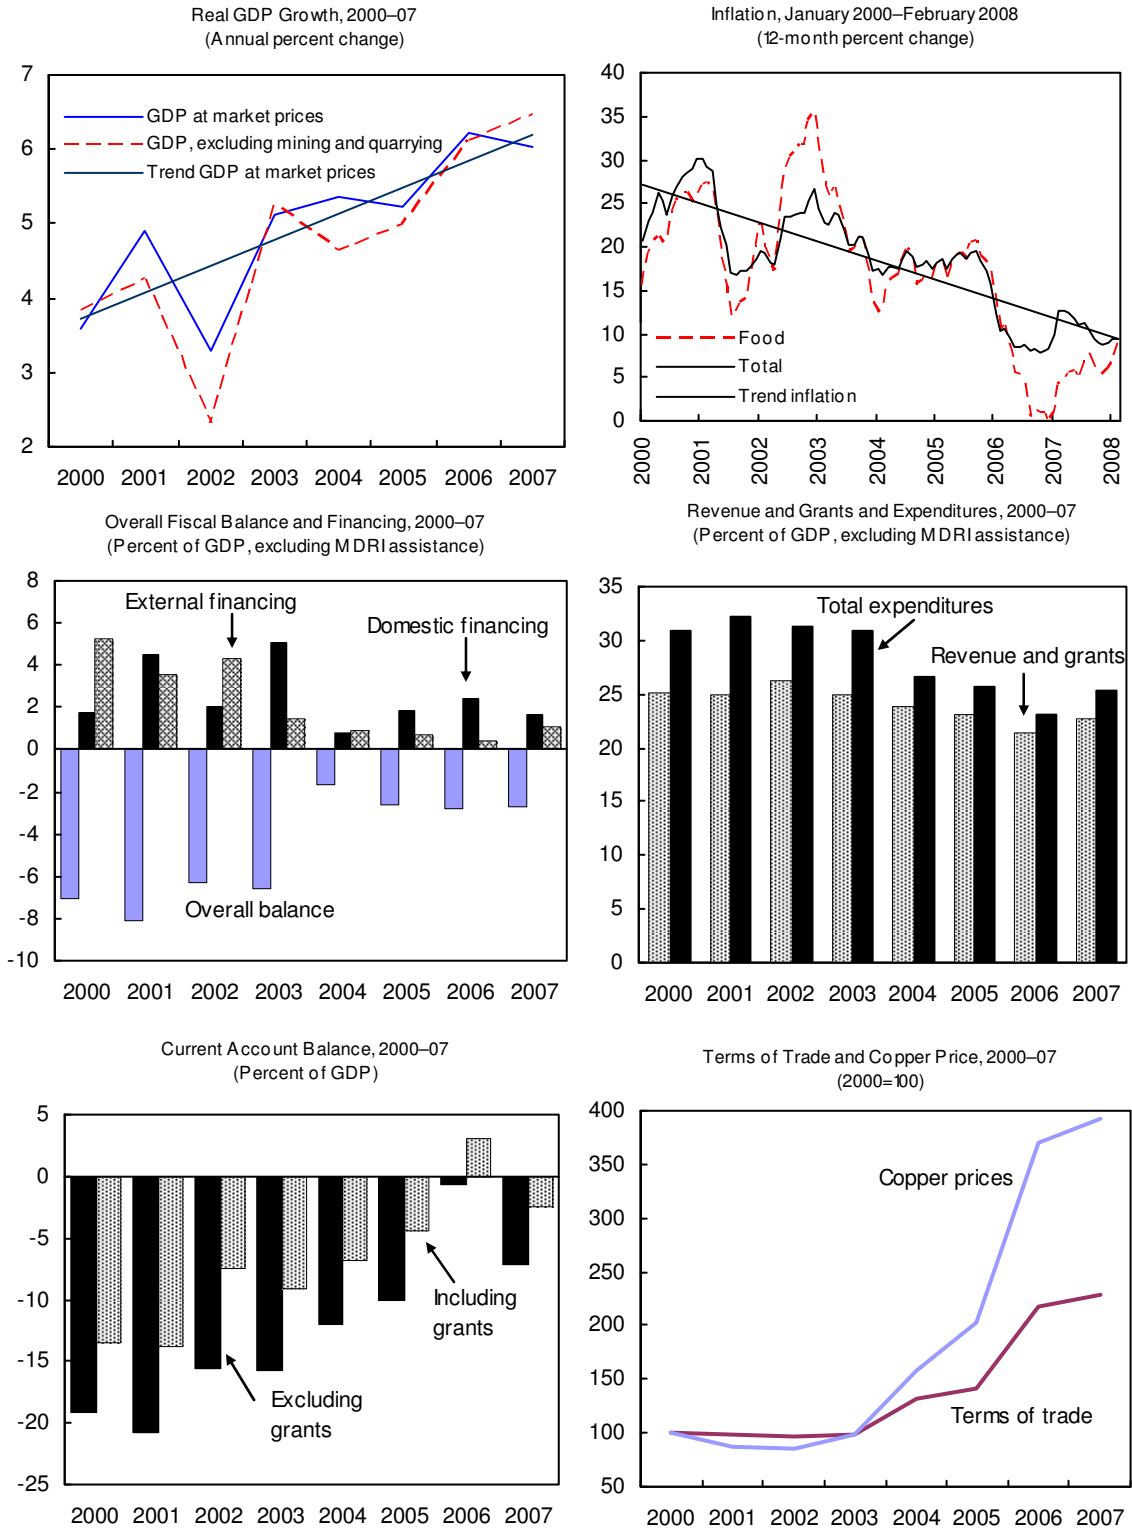 Real GDP Growth, 2000–07
(Annual percent change)
7
6
5
4
3
2
GDP at market prices
GDP, excluding mining and quarrying
Trend GDP at market prices
2000 2001 2002 2003 2004 2005 2006 2007
Inflation, January 2000–February 2008
(12-month percent change)
40
35
30
25
20
15
10
5
0
Food
Total
Trend inflation
2000 2001 2002 2003 2004 2005 2006 2007 2008
Overall Fiscal Balance and Financing, 2000–07
(Percent of GDP, excluding MDRI assistance)
8
6
4
2
0
-2
-4
-6
-8
-10
External financing
Domestic financing
Overall balance
2000 2001 2002 2003 2004 2005 2006 2007
Revenue and Grants and Expenditures, 2000–07
(Percent of GDP, excluding MDRI assistance)
35
30
25
20
15
10
5
0
Total expenditures
Revenue and grants
2000 2001 2002 2003 2004 2005 2006 2007
Current Account Balance, 2000–07
(Percent of GDP)
5
0
-5
-10
-15
-20
-25
Including
grants
Excluding
grants
2000 2001 2002 2003 2004 2005 2006 2007
Terms of Trade and Copper Price, 2000–07
(2000=100)
400
350
300
250
200
150
100
50
Copper prices
Terms of trade
2000 2001 2002 2003 2004 2005 2006 2007